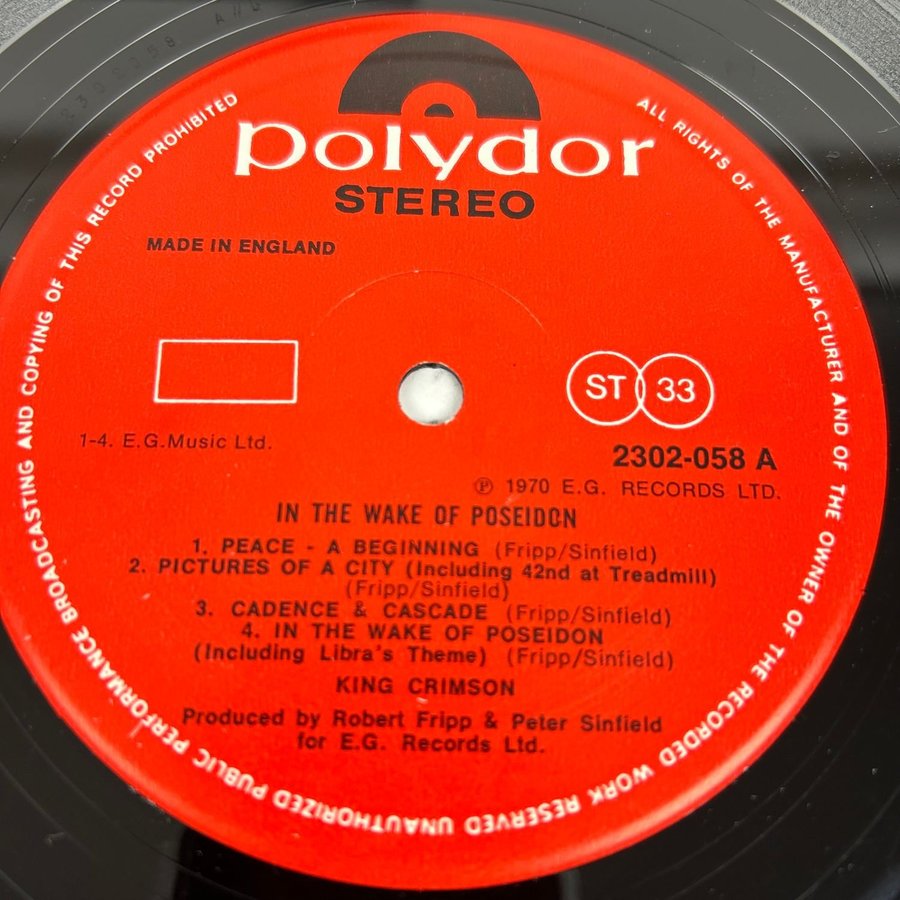 polydor
STEREO
MADE IN ENGLAND
ST 33
1-4. E.G.Music Ltd.
2302-058 A
℗ 1970 E.G. RECORDS LTD.
IN THE WAKE OF POSEIDON
1. PEACE - A BEGINNING (Fripp/Sinfield)
2. PICTURES OF A CITY (Including 42nd at Treadmill)
(Fripp/Sinfield)
3. CADENCE & CASCADE (Fripp/Sinfield)
4. IN THE WAKE OF POSEIDON
(Including Libra's Theme) (Fripp/Sinfield)
KING CRIMSON
Produced by Robert Fripp & Peter Sinfield
for E.G. Records Ltd.
ALL RIGHTS OF THE MANUFACTURER AND OF THE OWNER OF THE RECORDED WORK RESERVED UNAUTHORIZED PUBLIC PERFORMANCE BROADCASTING AND COPYING OF THIS RECORD PROHIBITED